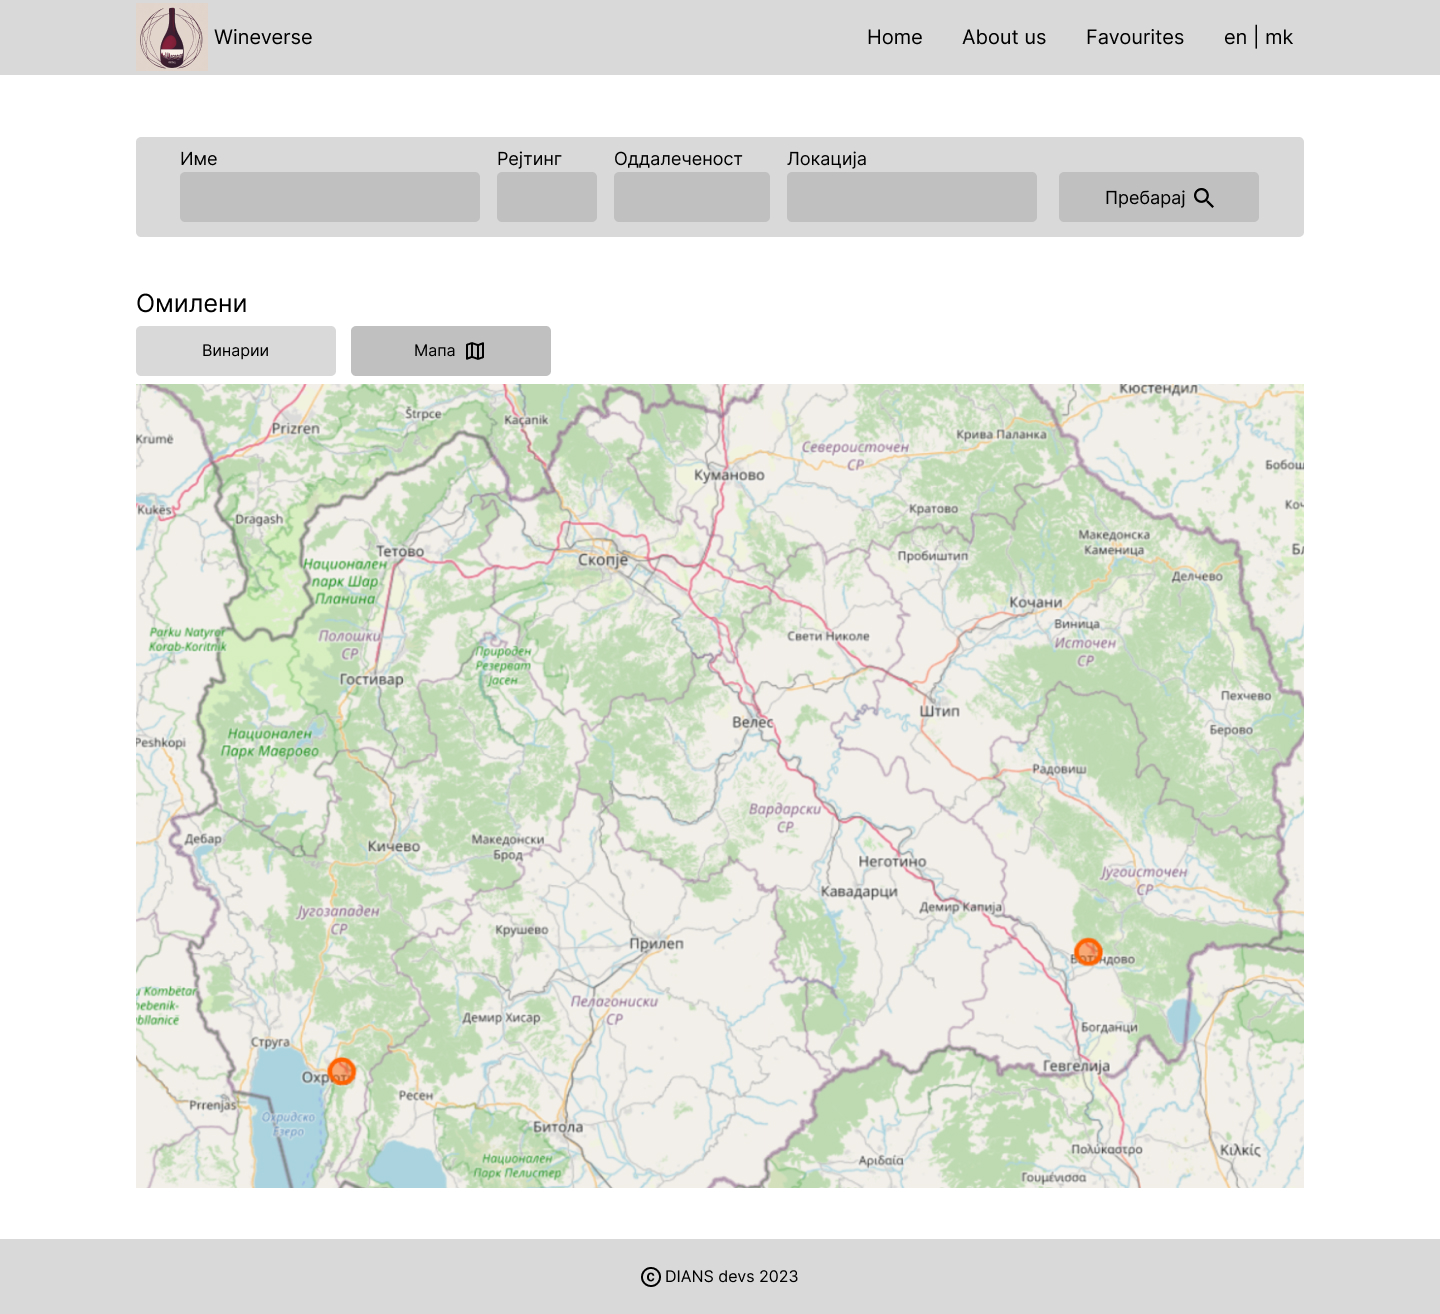 Wineverse
Home
About us
Favourites
en | mk
Име
Рејтинг
Оддалеченост
Локација
Пребарај
Омилени
Винарии
Мапа
Кюстендил
Štrpce
Kaçanik
Prizren
Krumë
Крива Паланка
Североисточен
СР
Куманово
Kukës
Dragash
Кратово
Македонска
Каменица
Тетово
Скопје
Пробиштип
Делчево
Национален
парк Шар
Планина
Кочани
Виница
Parku Natyror
Korab-Koritnik
Полошки
СР
Свети Николе
Источен
СР
Природен
Резерват
Јасен
Гостивар
Пехчево
Штип
Велес
Берово
Национален
Парк Маврово
Peshkopi
Радовиш
Вардарски
СР
Дебар
Кичево
Македонски
Брод
Неготино
Југоисточен
СР
Кавадарци
Демир Капија
Југозападен
СР
Крушево
Прилеп
Пелагониски
СР
Демир Хисар
Богданци
Струга
Гевгелија
Ресен
Prrenjas
Охридско
Езеро
Битола
Национален
Парк Пелистер
Αριδαία
Πολύκαστρο
Κιλκίς
Γουμένισσα
© DIANS devs 2023